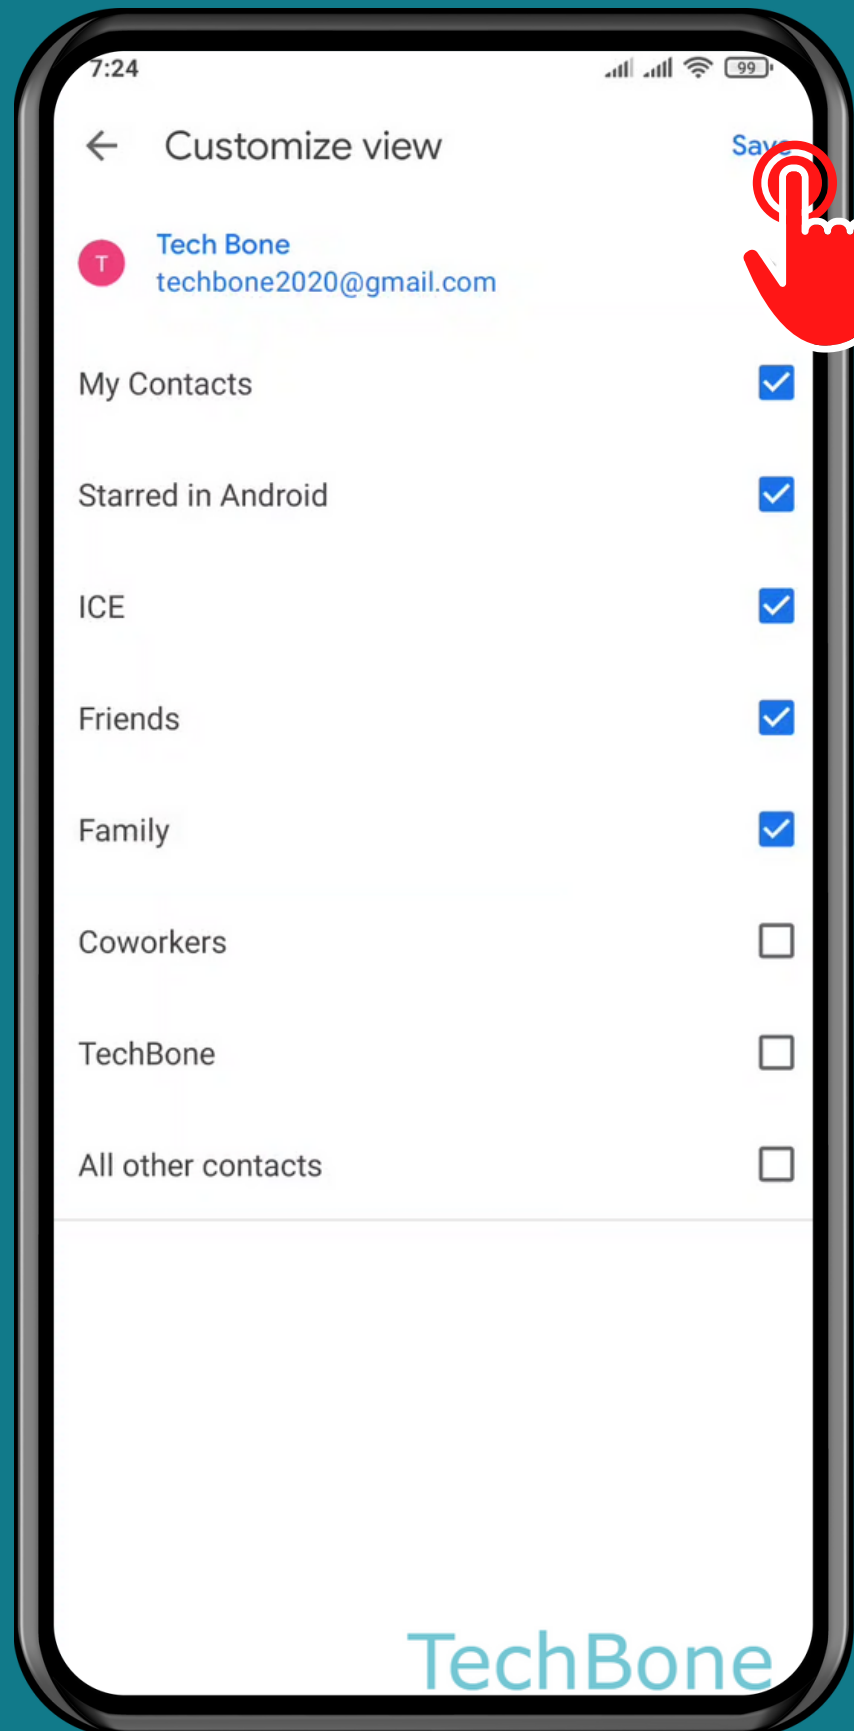 7:24
99
Customize view
Save
T
Tech Bone
techbone2020@gmail.com
My Contacts
Starred in Android
ICE
Friends
Family
Coworkers
TechBone
All other contacts
TechBone